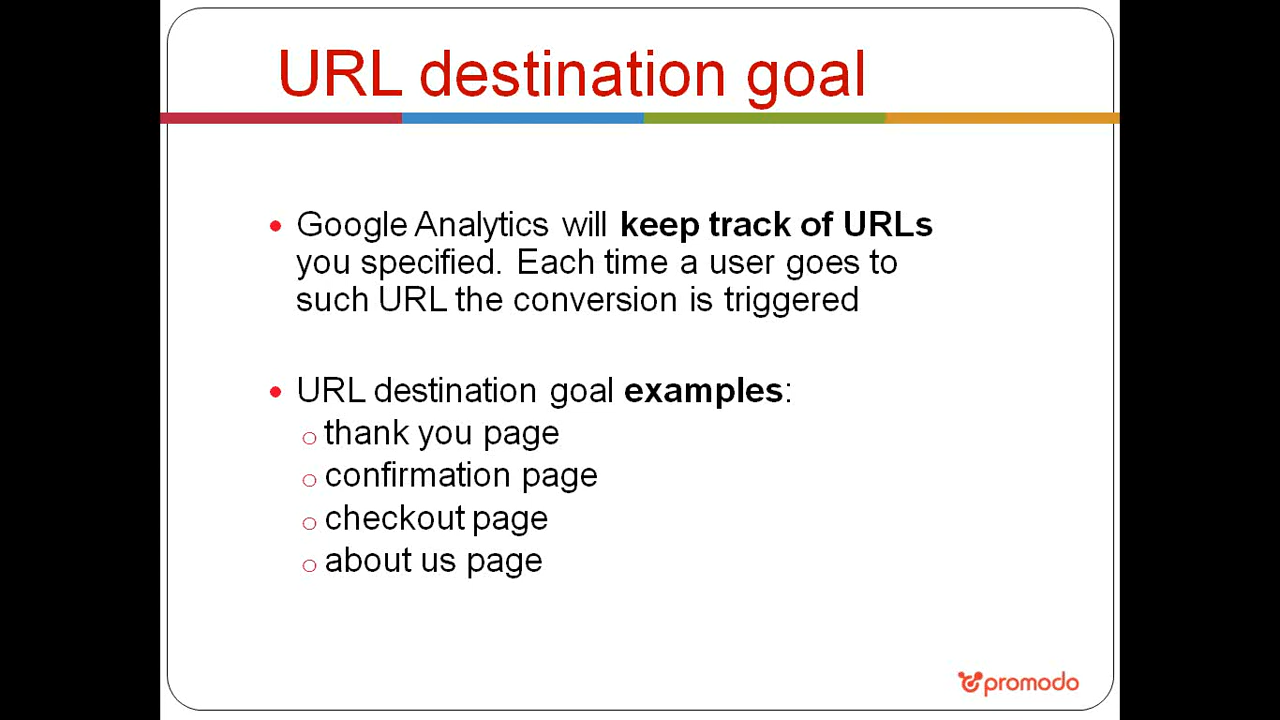 URL destination goal
Google Analytics will keep track of URLs
you specified. Each time a user goes to
such URL the conversion is triggered
URL destination goal examples:
thank you page
confirmation page
checkout page
about us page
promodo